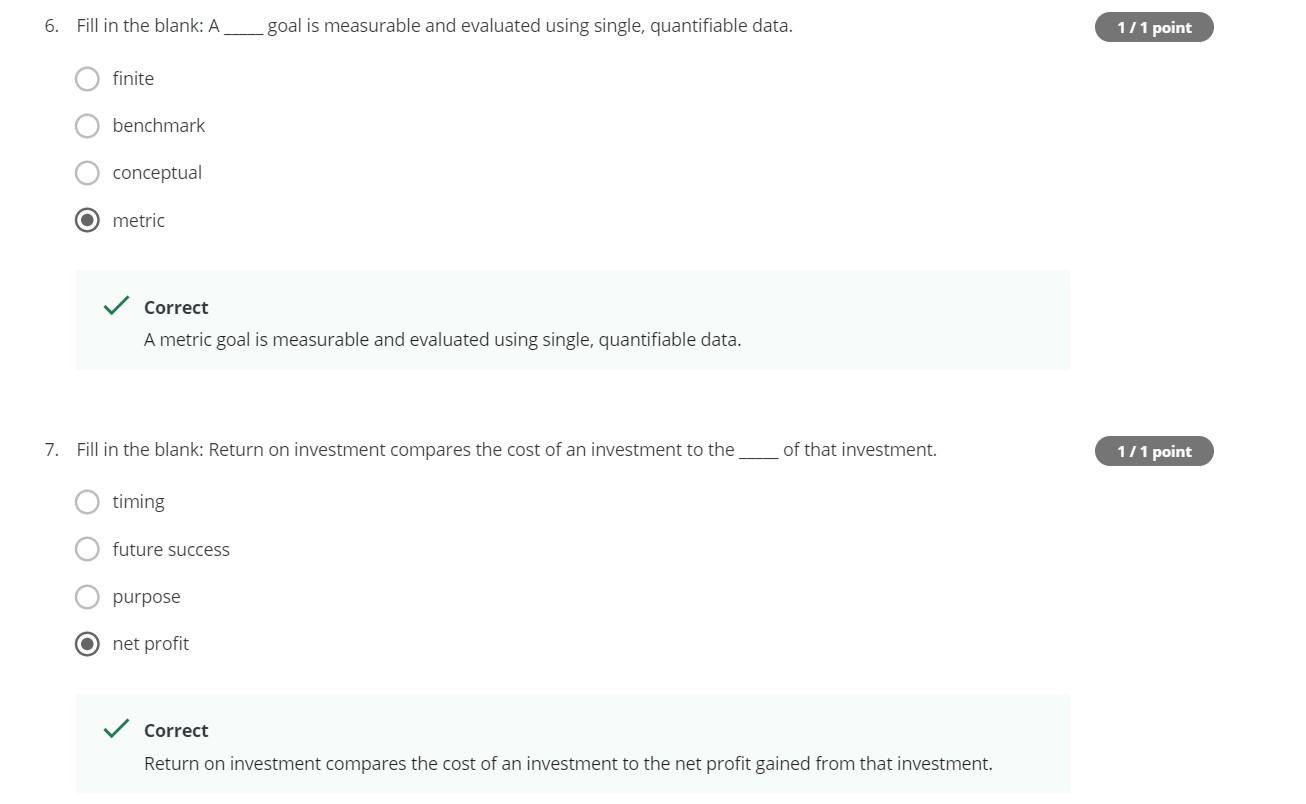 6. Fill in the blank: A _____ goal is measurable and evaluated using single, quantifiable data.
1 / 1 point
finite
benchmark
conceptual
metric
Correct
A metric goal is measurable and evaluated using single, quantifiable data.
7. Fill in the blank: Return on investment compares the cost of an investment to the _____ of that investment.
1 / 1 point
timing
future success
purpose
net profit
Correct
Return on investment compares the cost of an investment to the net profit gained from that investment.